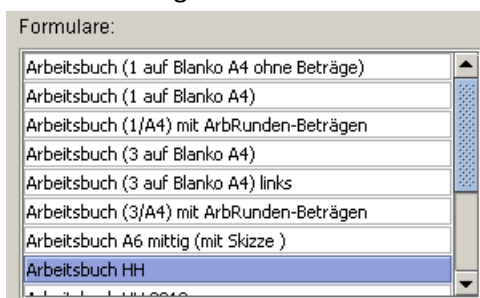 Formulare:
Arbeitsbuch (1 auf Blanko A4 ohne Beträge)
Arbeitsbuch (1 auf Blanko A4)
Arbeitsbuch (1/A4) mit ArbRunden-Beträgen
Arbeitsbuch (3 auf Blanko A4)
Arbeitsbuch (3 auf Blanko A4) links
Arbeitsbuch (3/A4) mit ArbRunden-Beträgen
Arbeitsbuch A6 mittig (mit Skizze )
Arbeitsbuch HH